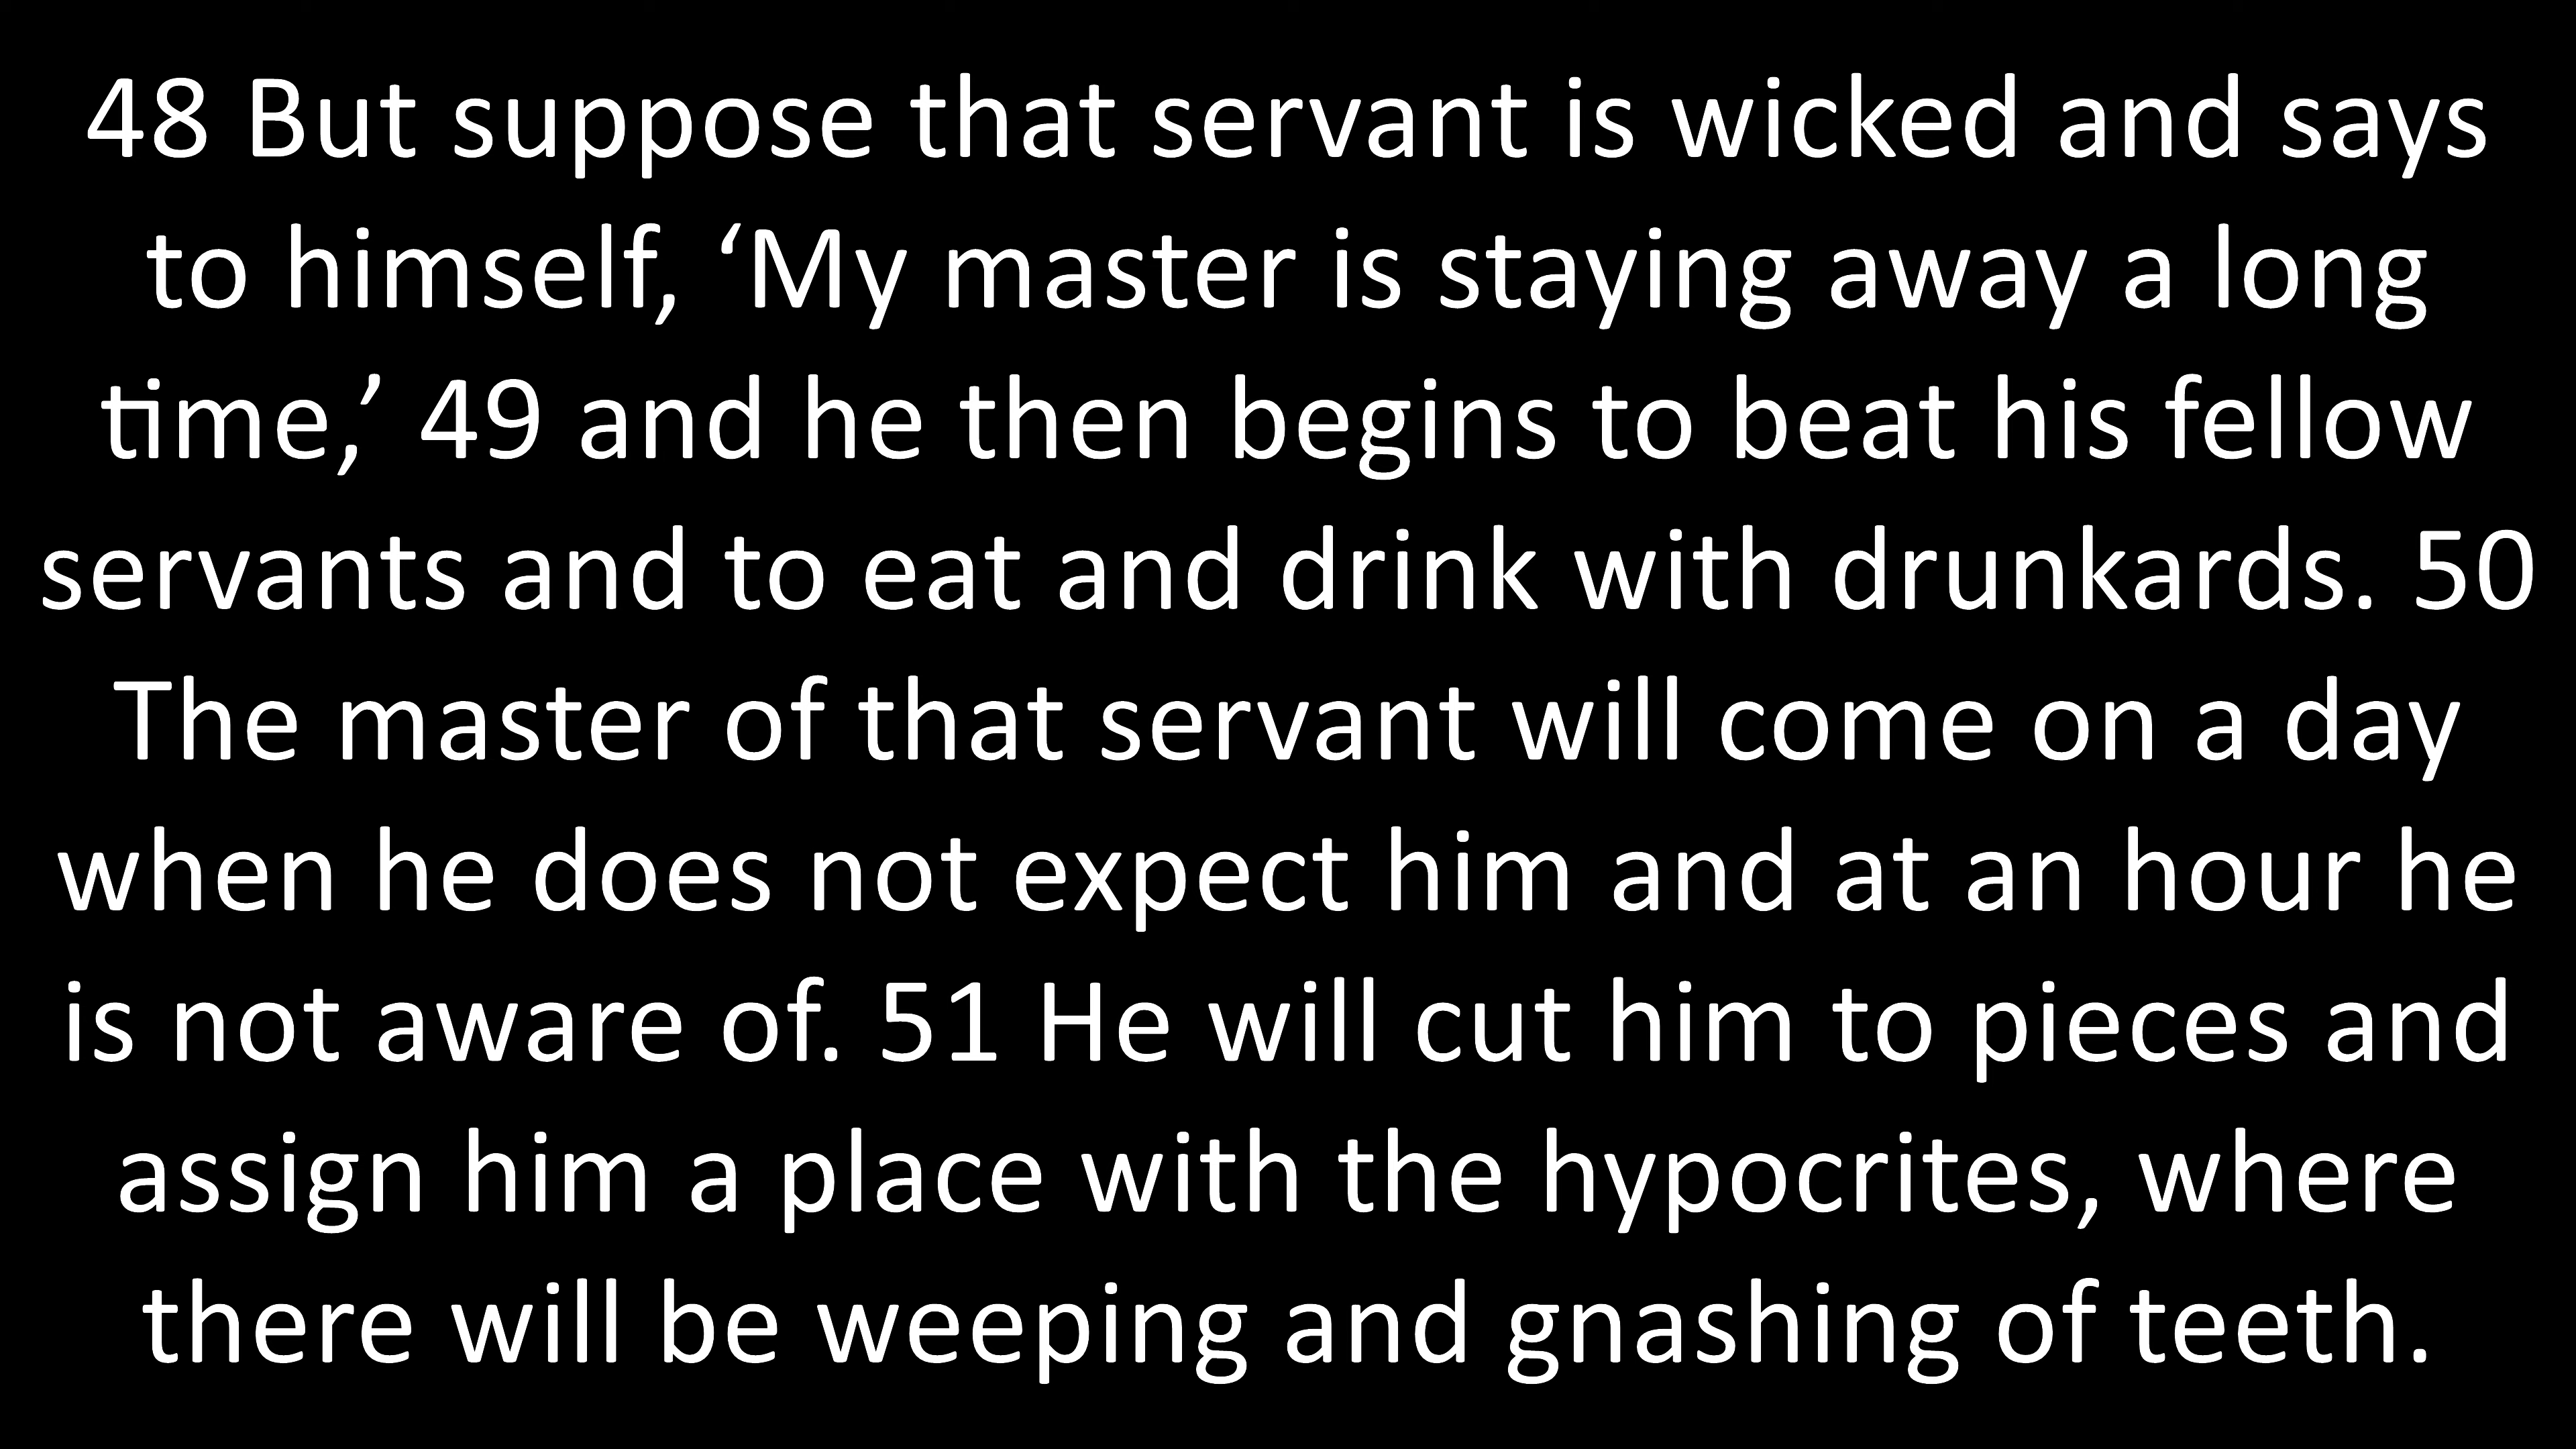 48 But suppose that servant is wicked and says
to himself, ‘My master is staying away a long
time,’ 49 and he then begins to beat his fellow
servants and to eat and drink with drunkards. 50
The master of that servant will come on a day
when he does not expect him and at an hour he
is not aware of. 51 He will cut him to pieces and
assign him a place with the hypocrites, where
there will be weeping and gnashing of teeth.